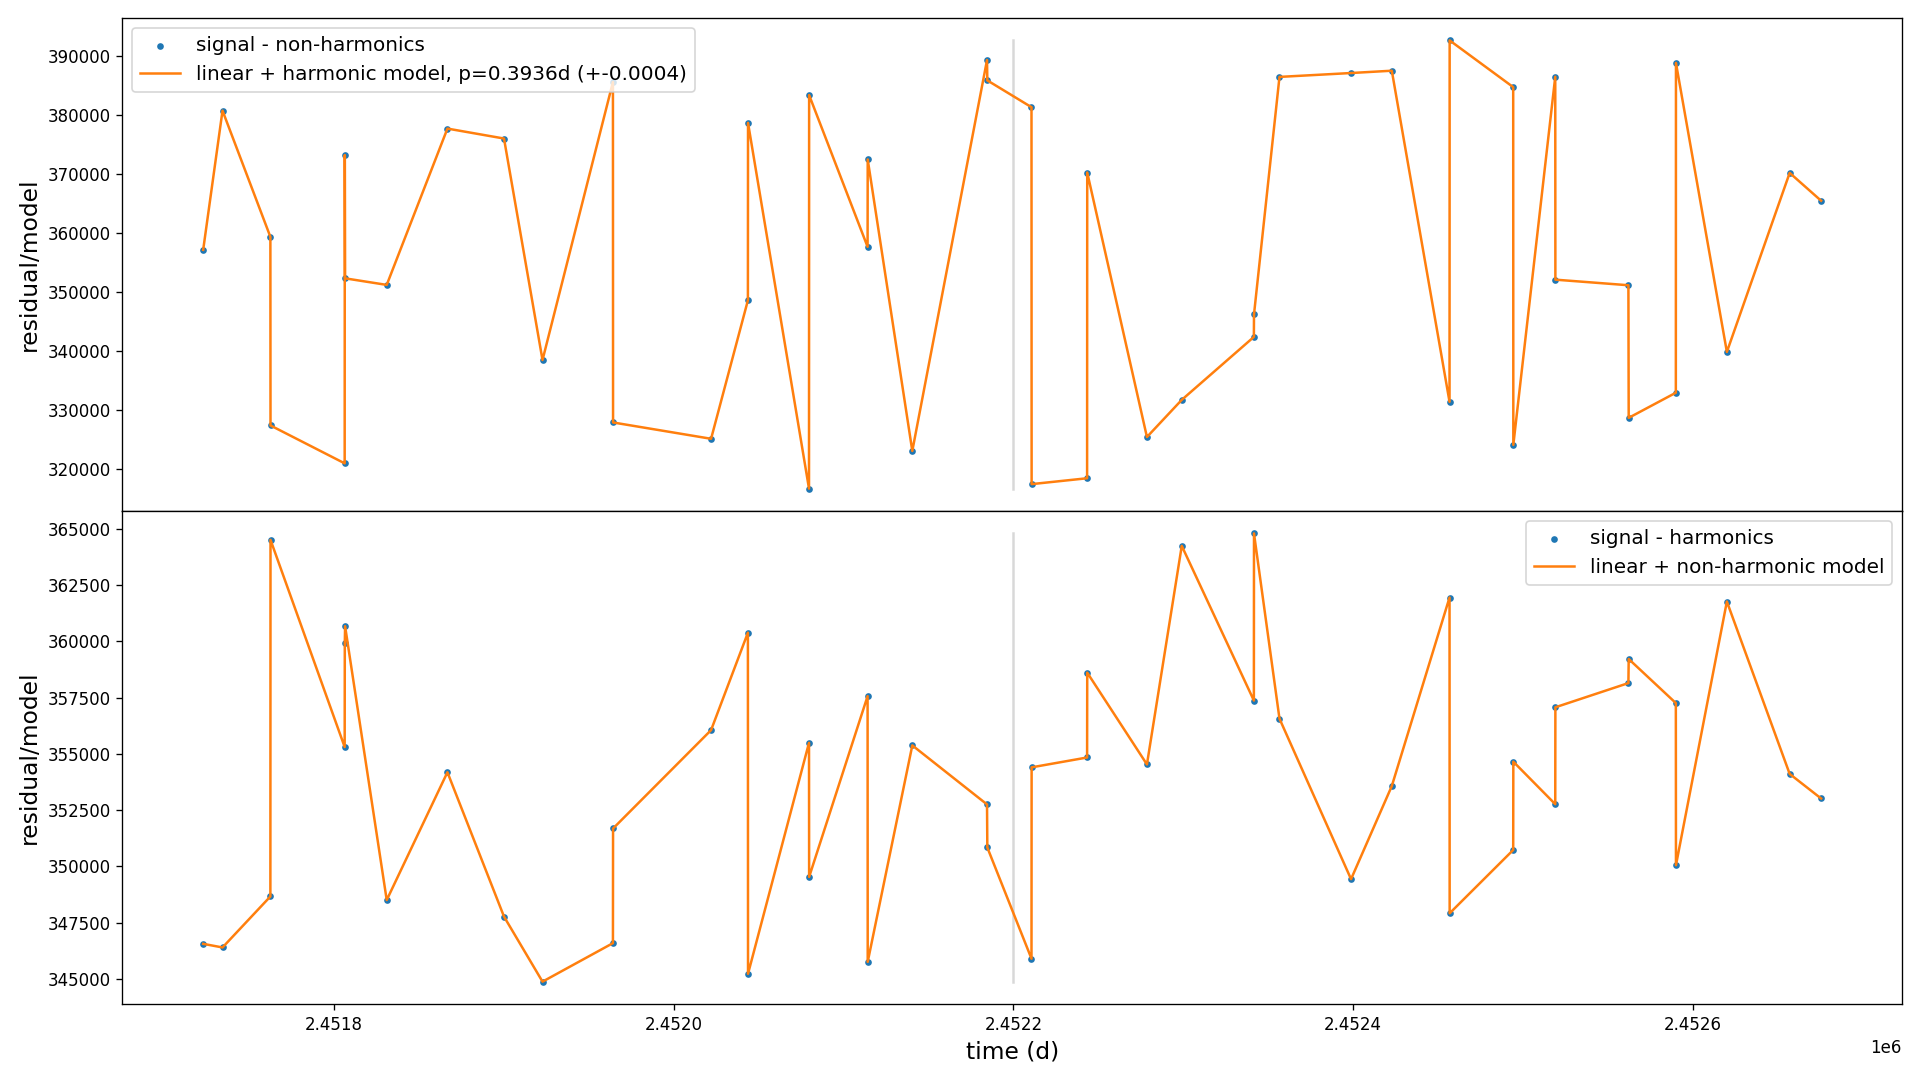 signal - non-harmonics
linear + harmonic model, p=0.3936d (+-0.0004)
residual/model
390000
380000
370000
360000
350000
340000
330000
320000
signal - harmonics
linear + non-harmonic model
residual/model
365000
362500
360000
357500
355000
352500
350000
347500
345000
2.4518 2.4520 2.4522 2.4524 2.4526
1e6
time (d)